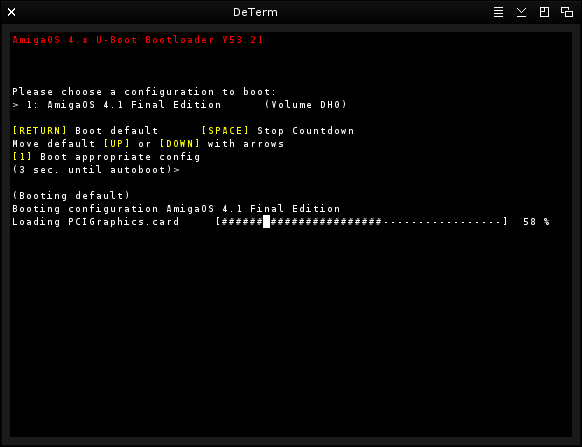 DeTerm
AmigaOS 4.x U-Boot Bootloader V53.21
Please choose a configuration to boot:
> 1: AmigaOS 4.1 Final Edition (Volume DH0)
[RETURN] Boot default [SPACE] Stop Countdown
Move default [UP] or [DOWN] with arrows
[1] Boot appropriate config
(3 sec. until autoboot)>
(Booting default)
Booting configuration AmigaOS 4.1 Final Edition
Loading PCIGraphics.card [###### #################-----------------] 58 %